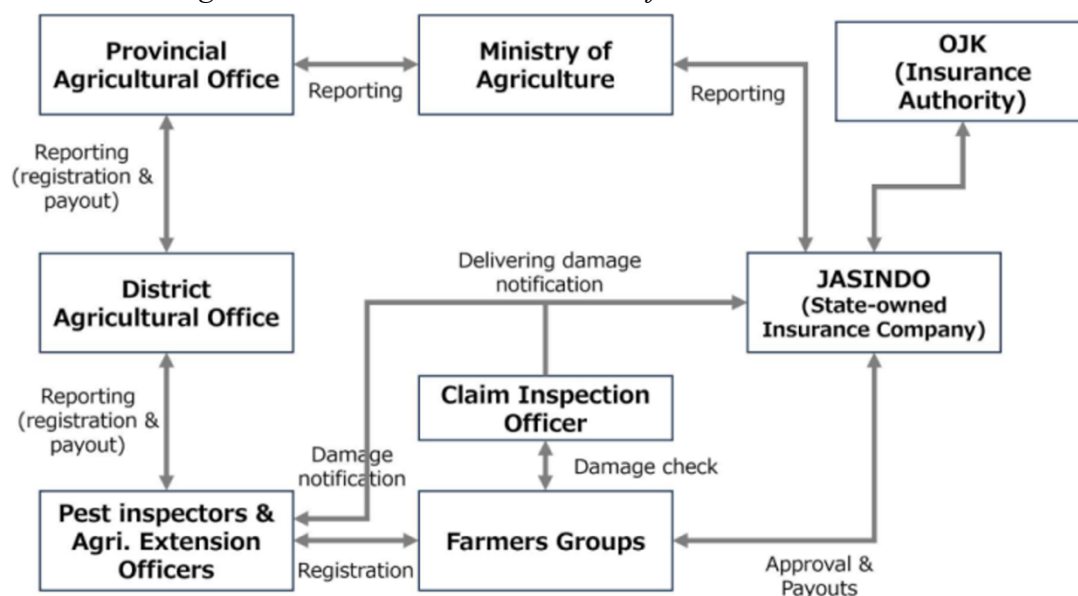 Provincial
Agricultural Office
Reporting
Ministry of
Agriculture
Reporting
OJK
(Insurance
Authority)
Reporting
(registration &
payout)
District
Agricultural Office
Delivering damage
notification
JASINDO
(State-owned
Insurance Company)
Reporting
(registration &
payout)
Claim Inspection
Officer
Damage
notification
Damage check
Pest inspectors &
Agri. Extension
Officers
Registration
Farmers Groups
Approval &
Payouts